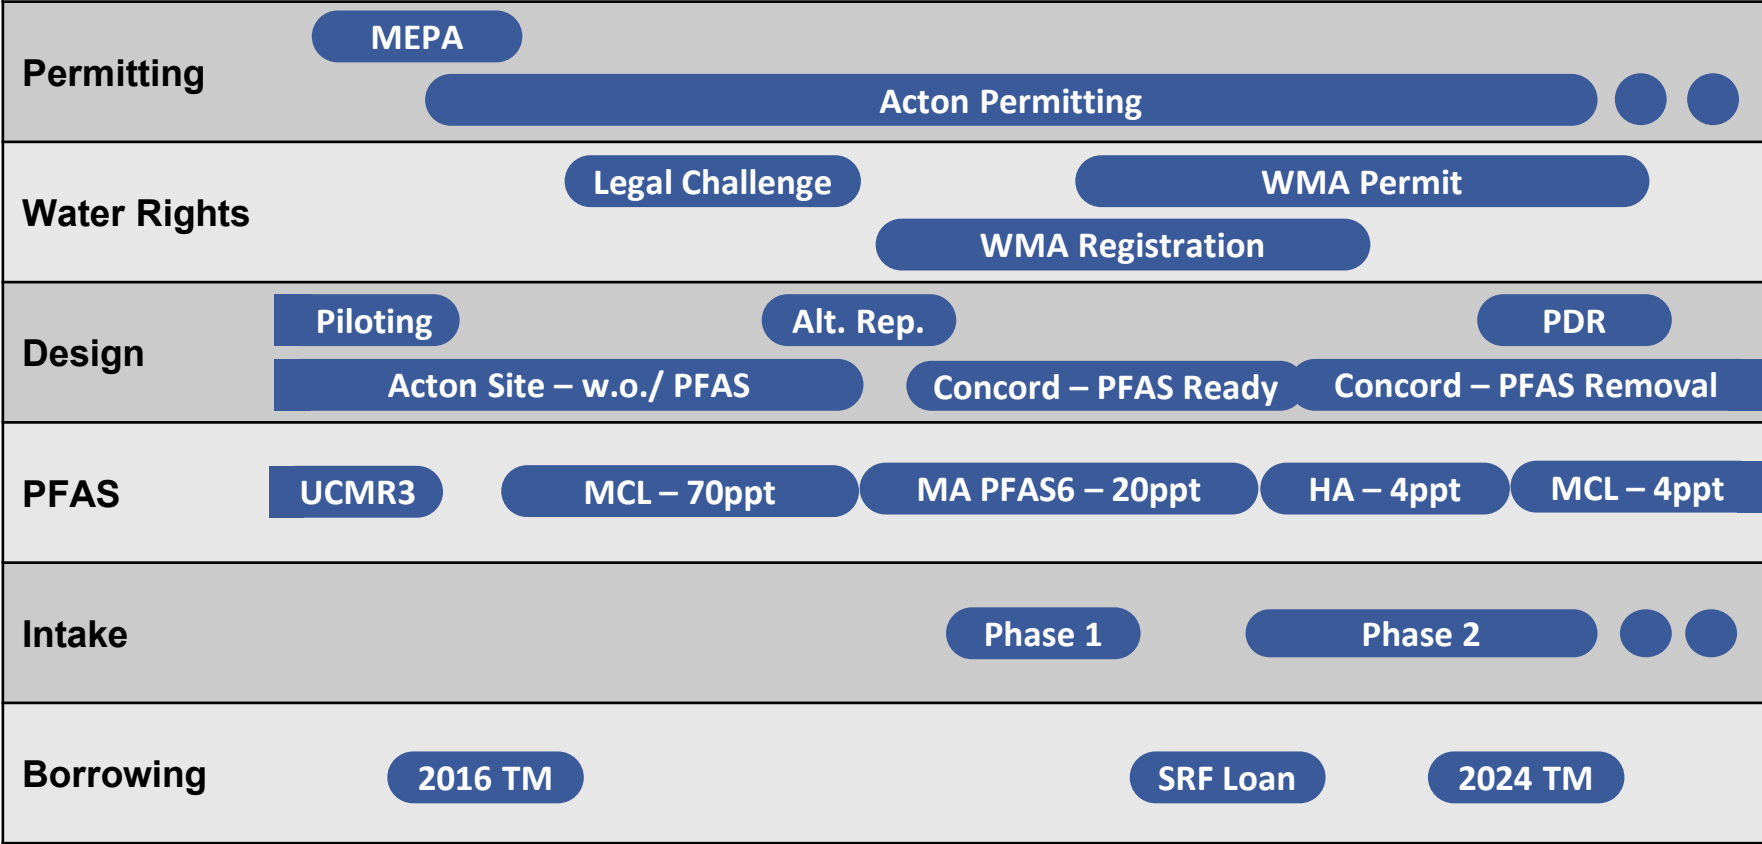 Permitting
MEPA
Acton Permitting
Water Rights
Legal Challenge
WMA Permit
WMA Registration
Design
Piloting
Alt. Rep.
PDR
Acton Site – w.o./ PFAS
Concord – PFAS Ready
Concord – PFAS Removal
PFAS
UCMR3
MCL – 70ppt
MA PFAS6 – 20ppt
HA – 4ppt
MCL – 4ppt
Intake
Phase 1
Phase 2
Borrowing
2016 TM
SRF Loan
2024 TM